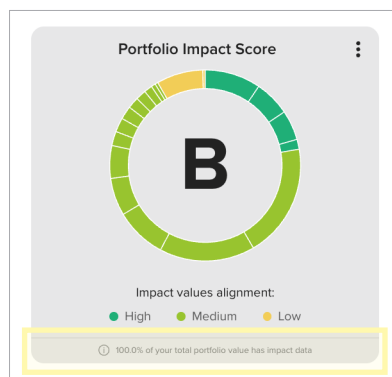 Portfolio Impact Score
B
Impact values alignment:
High Medium Low
100.0% of your total portfolio value has impact data